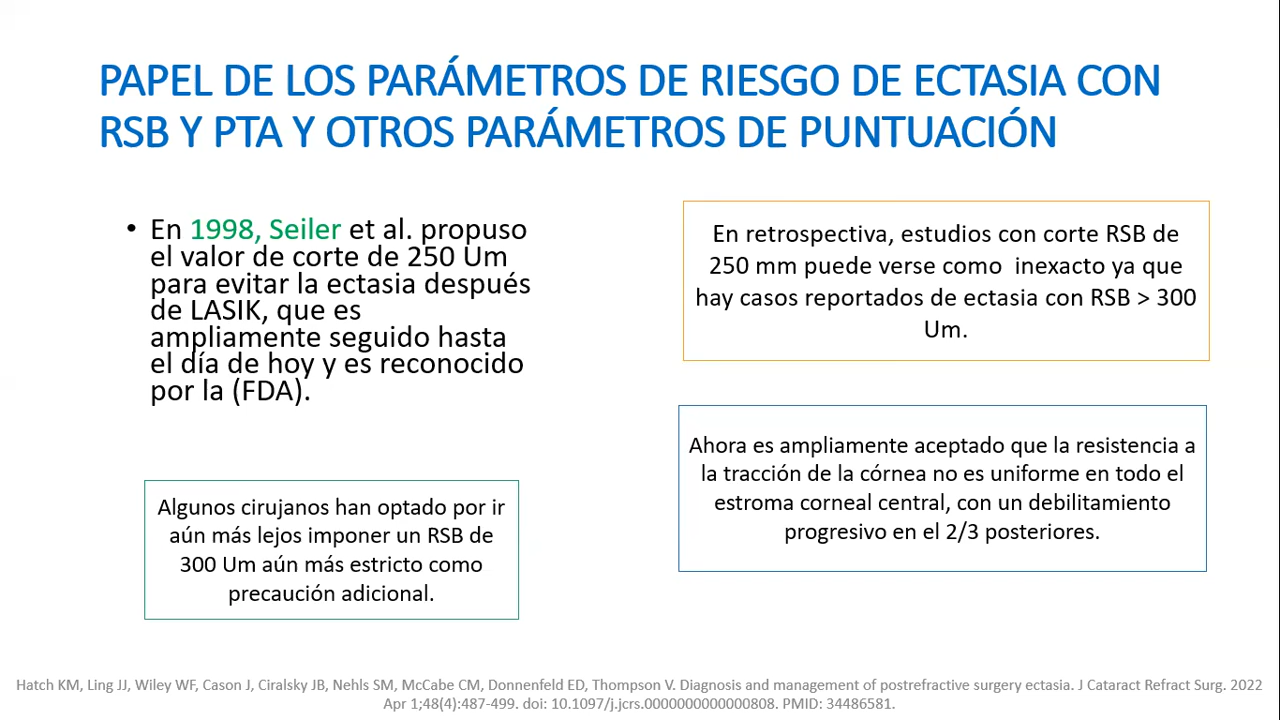 PAPEL DE LOS PARÁMETROS DE RIESGO DE ECTASIA CON
RSB Y PTA Y OTROS PARÁMETROS DE PUNTUACIÓN
• En 1998, Seiler et al. propuso
el valor de corte de 250 Um
para evitar la ectasia después
de LASIK, que es
ampliamente seguido hasta
el día de hoy y es reconocido
por la (FDA).
Algunos cirujanos han optado por ir
aún más lejos imponer un RSB de
300 Um aún más estricto como
precaución adicional.
En retrospectiva, estudios con corte RSB de
250 mm puede verse como inexacto ya que
hay casos reportados de ectasia con RSB > 300
Um.
Ahora es ampliamente aceptado que la resistencia a
la tracción de la córnea no es uniforme en todo el
estroma corneal central, con un debilitamiento
progresivo en el 2/3 posteriores.
Hatch KM, Ling JJ, Wiley WF, Cason J, Ciralsky JB, Nehls SM, McCabe CM, Donnenfeld ED, Thompson V. Diagnosis and management of postrefractive surgery ectasia. J Cataract Refract Surg. 2022
Apr 1;48(4):487-499. doi: 10.1097/j.jcrs.0000000000000808. PMID: 34486581.